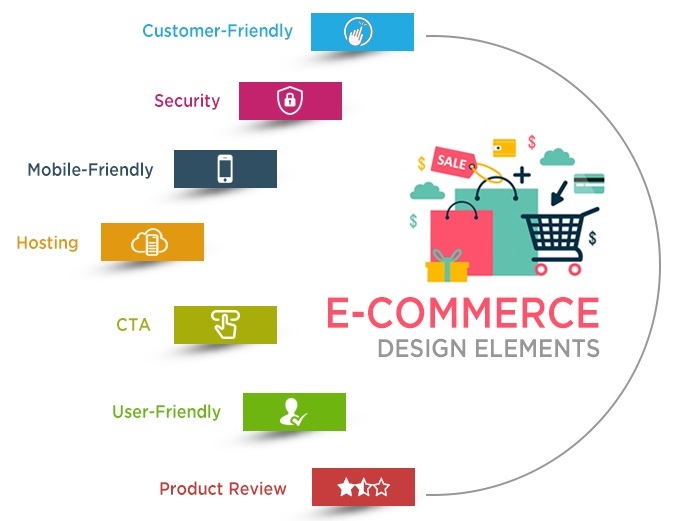 Customer-Friendly
Security
Mobile-Friendly
Hosting
CTA
User-Friendly
Product Review
SALE
$
$
$
$
E-COMMERCE
DESIGN ELEMENTS